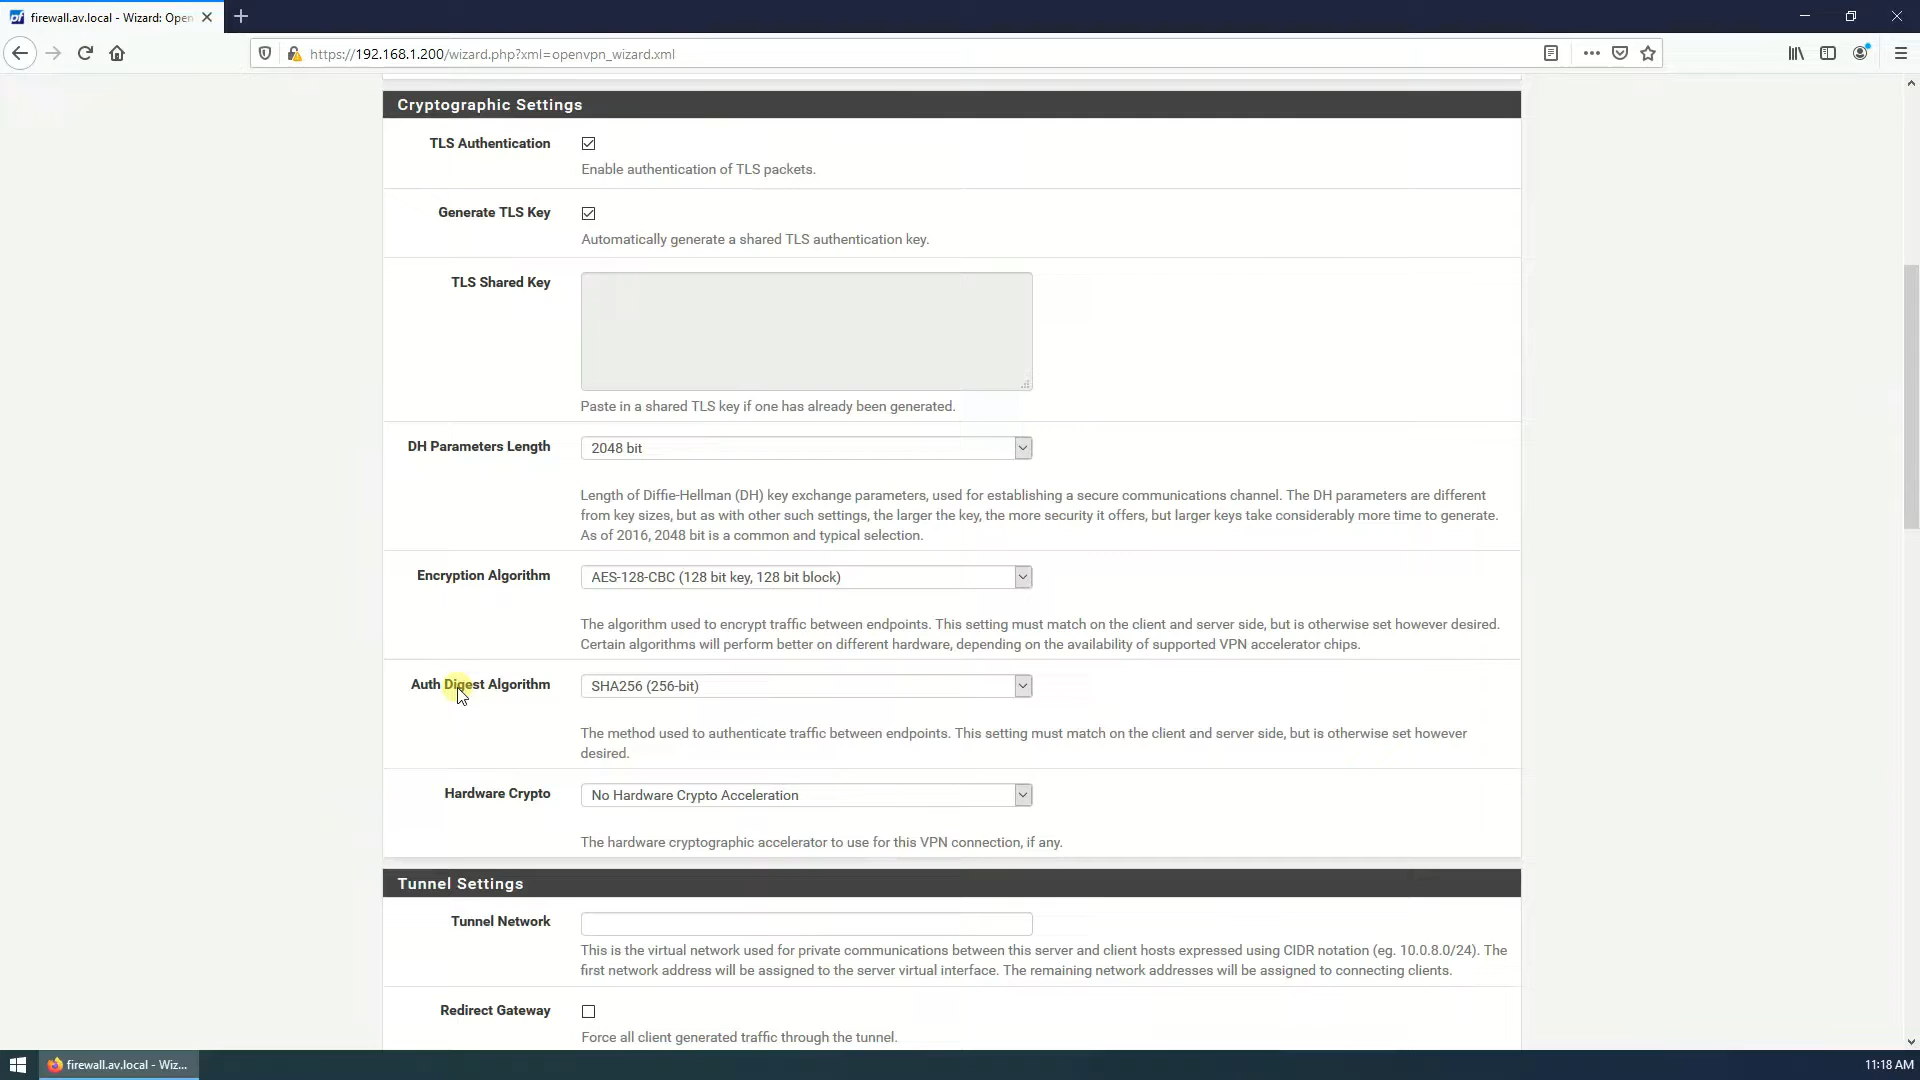 firewall.av.local - Wizard: Open
https://192.168.1.200/wizard.php?xml=openvpn_wizard.xml
Cryptographic Settings
TLS Authentication
Enable authentication of TLS packets.
Generate TLS Key
Automatically generate a shared TLS authentication key.
TLS Shared Key
Paste in a shared TLS key if one has already been generated.
DH Parameters Length
2048 bit
Length of Diffie-Hellman (DH) key exchange parameters, used for establishing a secure communications channel. The DH parameters are different
from key sizes, but as with other such settings, the larger the key, the more security it offers, but larger keys take considerably more time to generate.
As of 2016, 2048 bit is a common and typical selection.
Encryption Algorithm
AES-128-CBC (128 bit key, 128 bit block)
The algorithm used to encrypt traffic between endpoints. This setting must match on the client and server side, but is otherwise set however desired.
Certain algorithms will perform better on different hardware, depending on the availability of supported VPN accelerator chips.
Auth Digest Algorithm
SHA256 (256-bit)
The method used to authenticate traffic between endpoints. This setting must match on the client and server side, but is otherwise set however
desired.
Hardware Crypto
No Hardware Crypto Acceleration
The hardware cryptographic accelerator to use for this VPN connection, if any.
Tunnel Settings
Tunnel Network
This is the virtual network used for private communications between this server and client hosts expressed using CIDR notation (eg. 10.0.8.0/24). The
first network address will be assigned to the server virtual interface. The remaining network addresses will be assigned to connecting clients.
Redirect Gateway
Force all client generated traffic through the tunnel.
firewall.av.local - Wiz...
11:18 AM